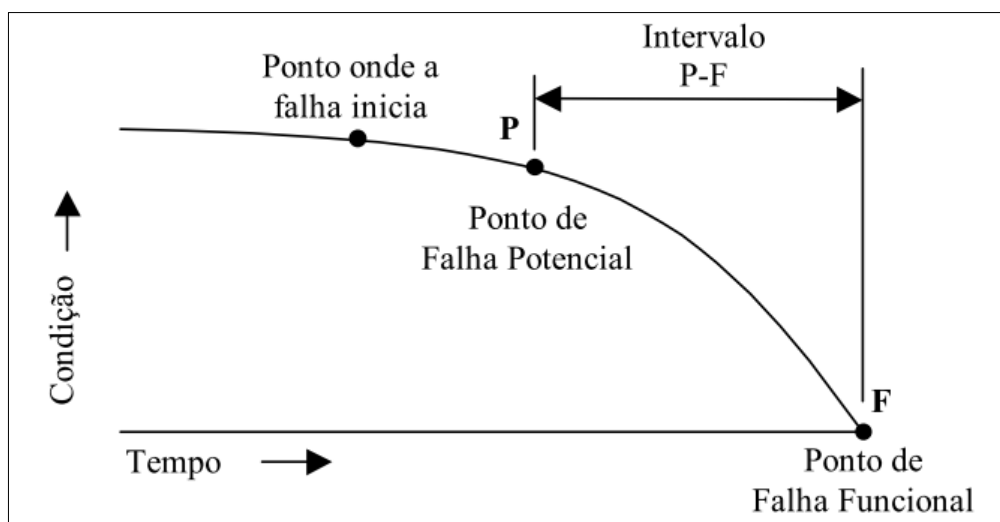 Intervalo
P-F
Ponto onde a
falha inicia
P
Ponto de
Falha Potencial
Condição
F
Tempo
Ponto de
Falha Funcional